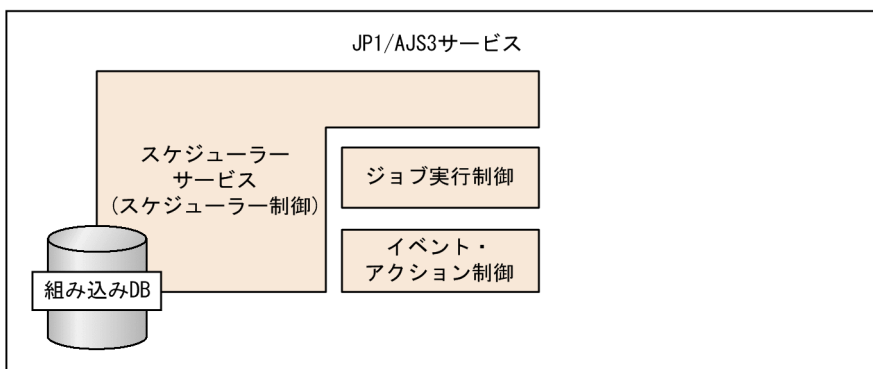 JP1/AJS3サービス
スケジューラー
サービス
(スケジューラー制御)
ジョブ実行制御
イベント・
アクション制御
組み込みDB